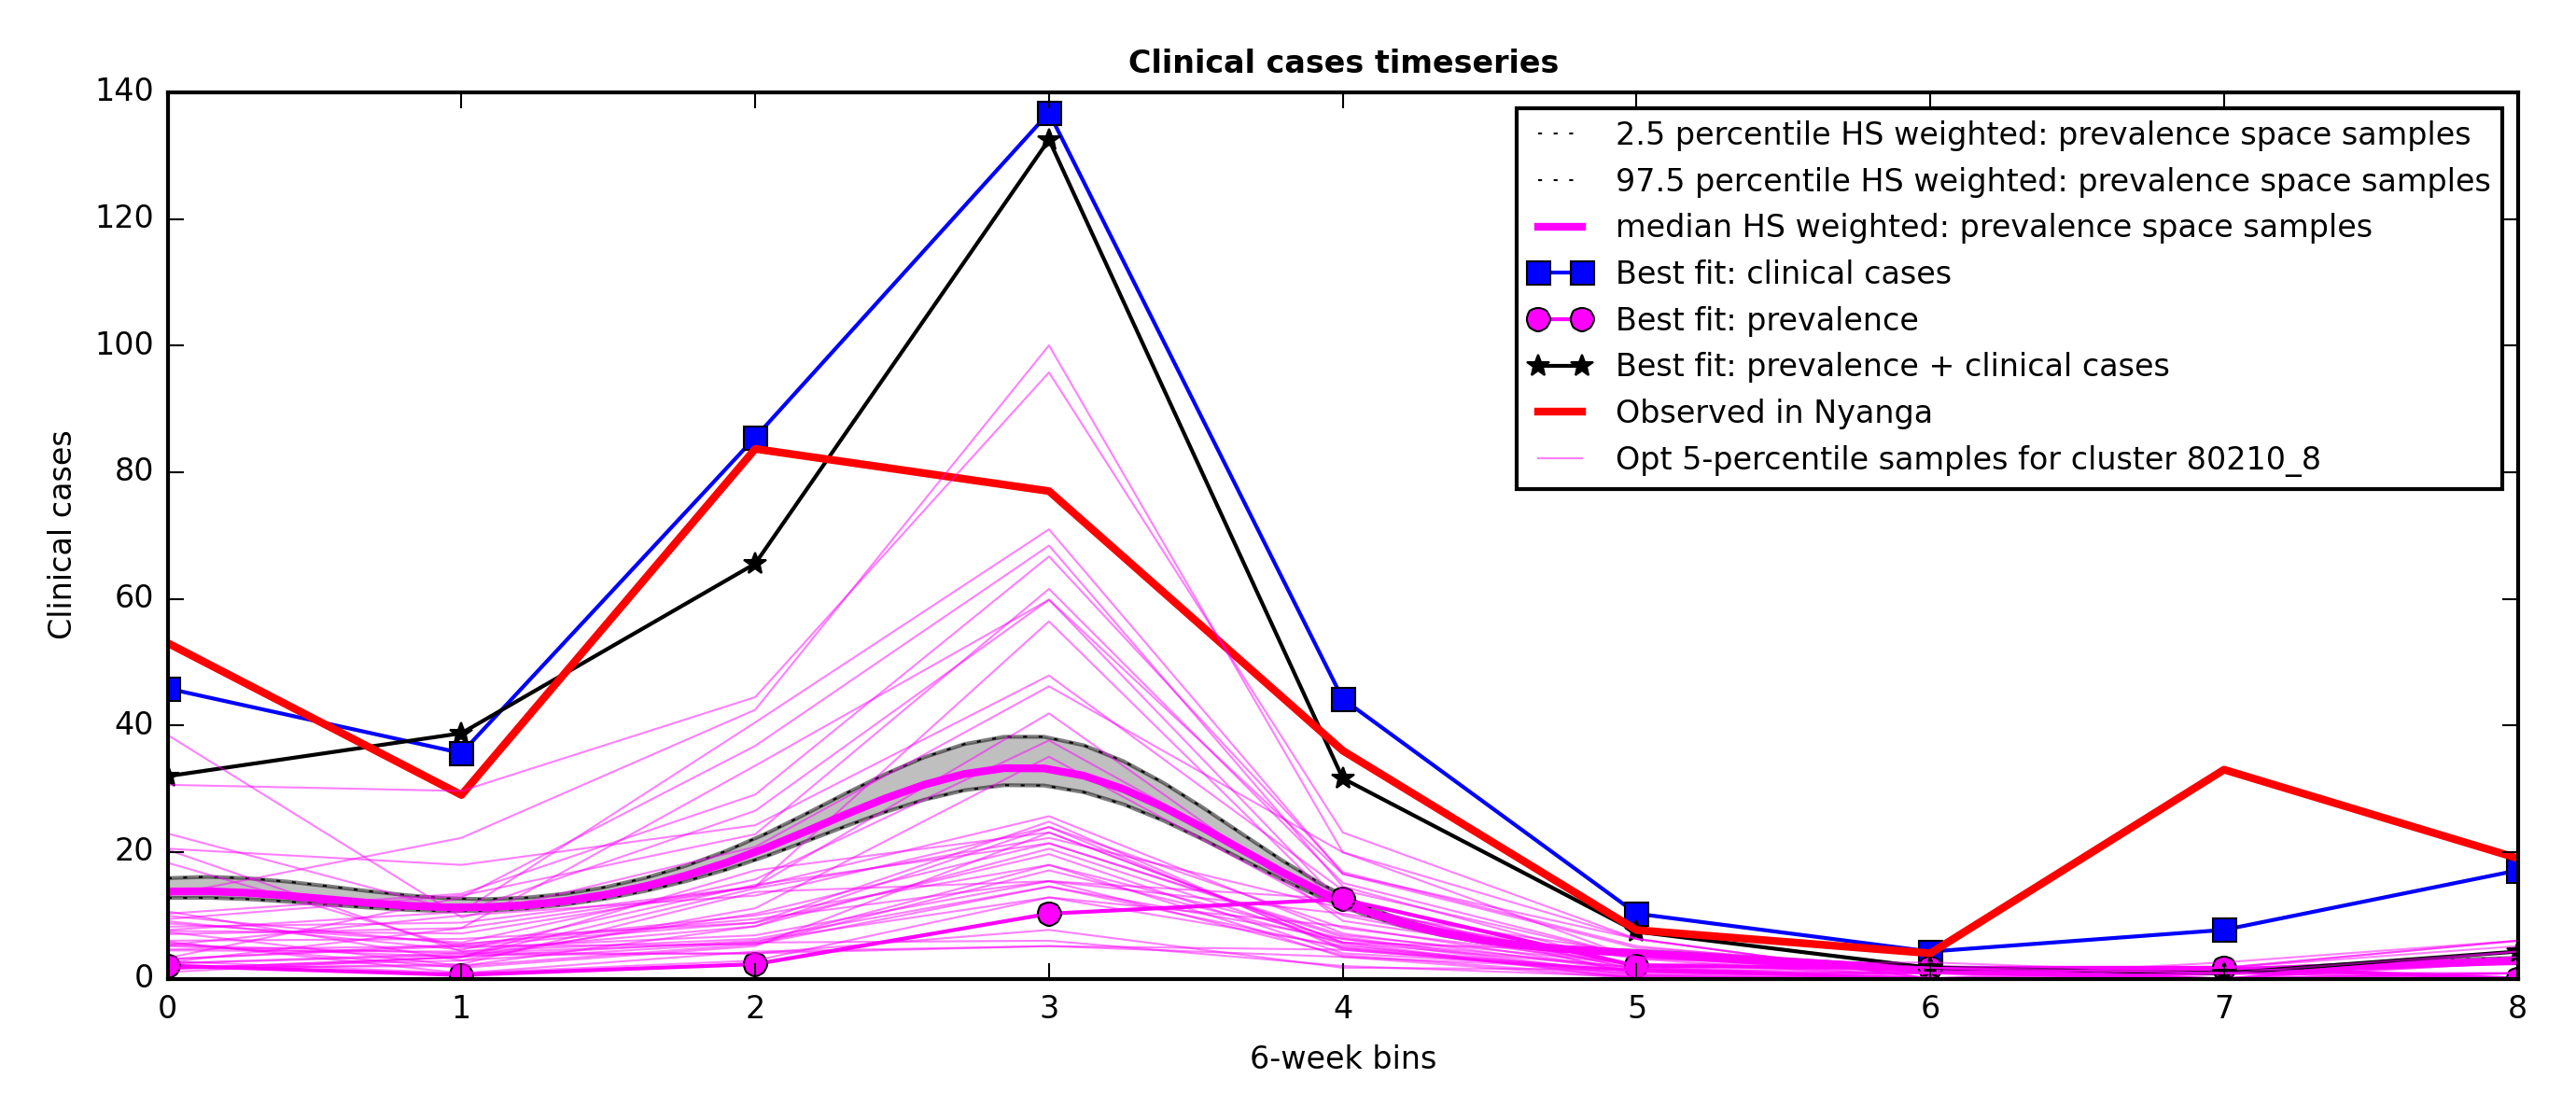 Clinical cases timeseries
140
120
100
80
60
40
20
0
Clinical cases
2.5 percentile HS weighted: prevalence space samples
97.5 percentile HS weighted: prevalence space samples
median HS weighted: prevalence space samples
Best fit: clinical cases
Best fit: prevalence
Best fit: prevalence + clinical cases
Observed in Nyanga
Opt 5-percentile samples for cluster 80210_8
0 1 2 3 4 5 6 7 8
6-week bins